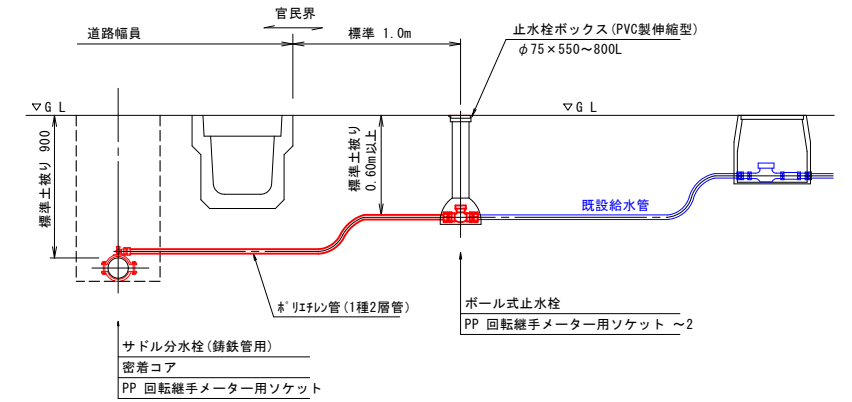 官民界
道路幅員
標準 1.0m
止水栓ボックス(PVC製伸縮型)
φ75×550～800L
▽G L
▽G L
標準土被り 900
標準土被り
0.60m以上
既設給水管
ﾎﾟﾘｴﾁﾚﾝ管(1種2層管)
ボール式止水栓
PP 回転継手メーター用ソケット ～2
サドル分水栓(鋳鉄管用)
密着コア
PP 回転継手メーター用ソケット